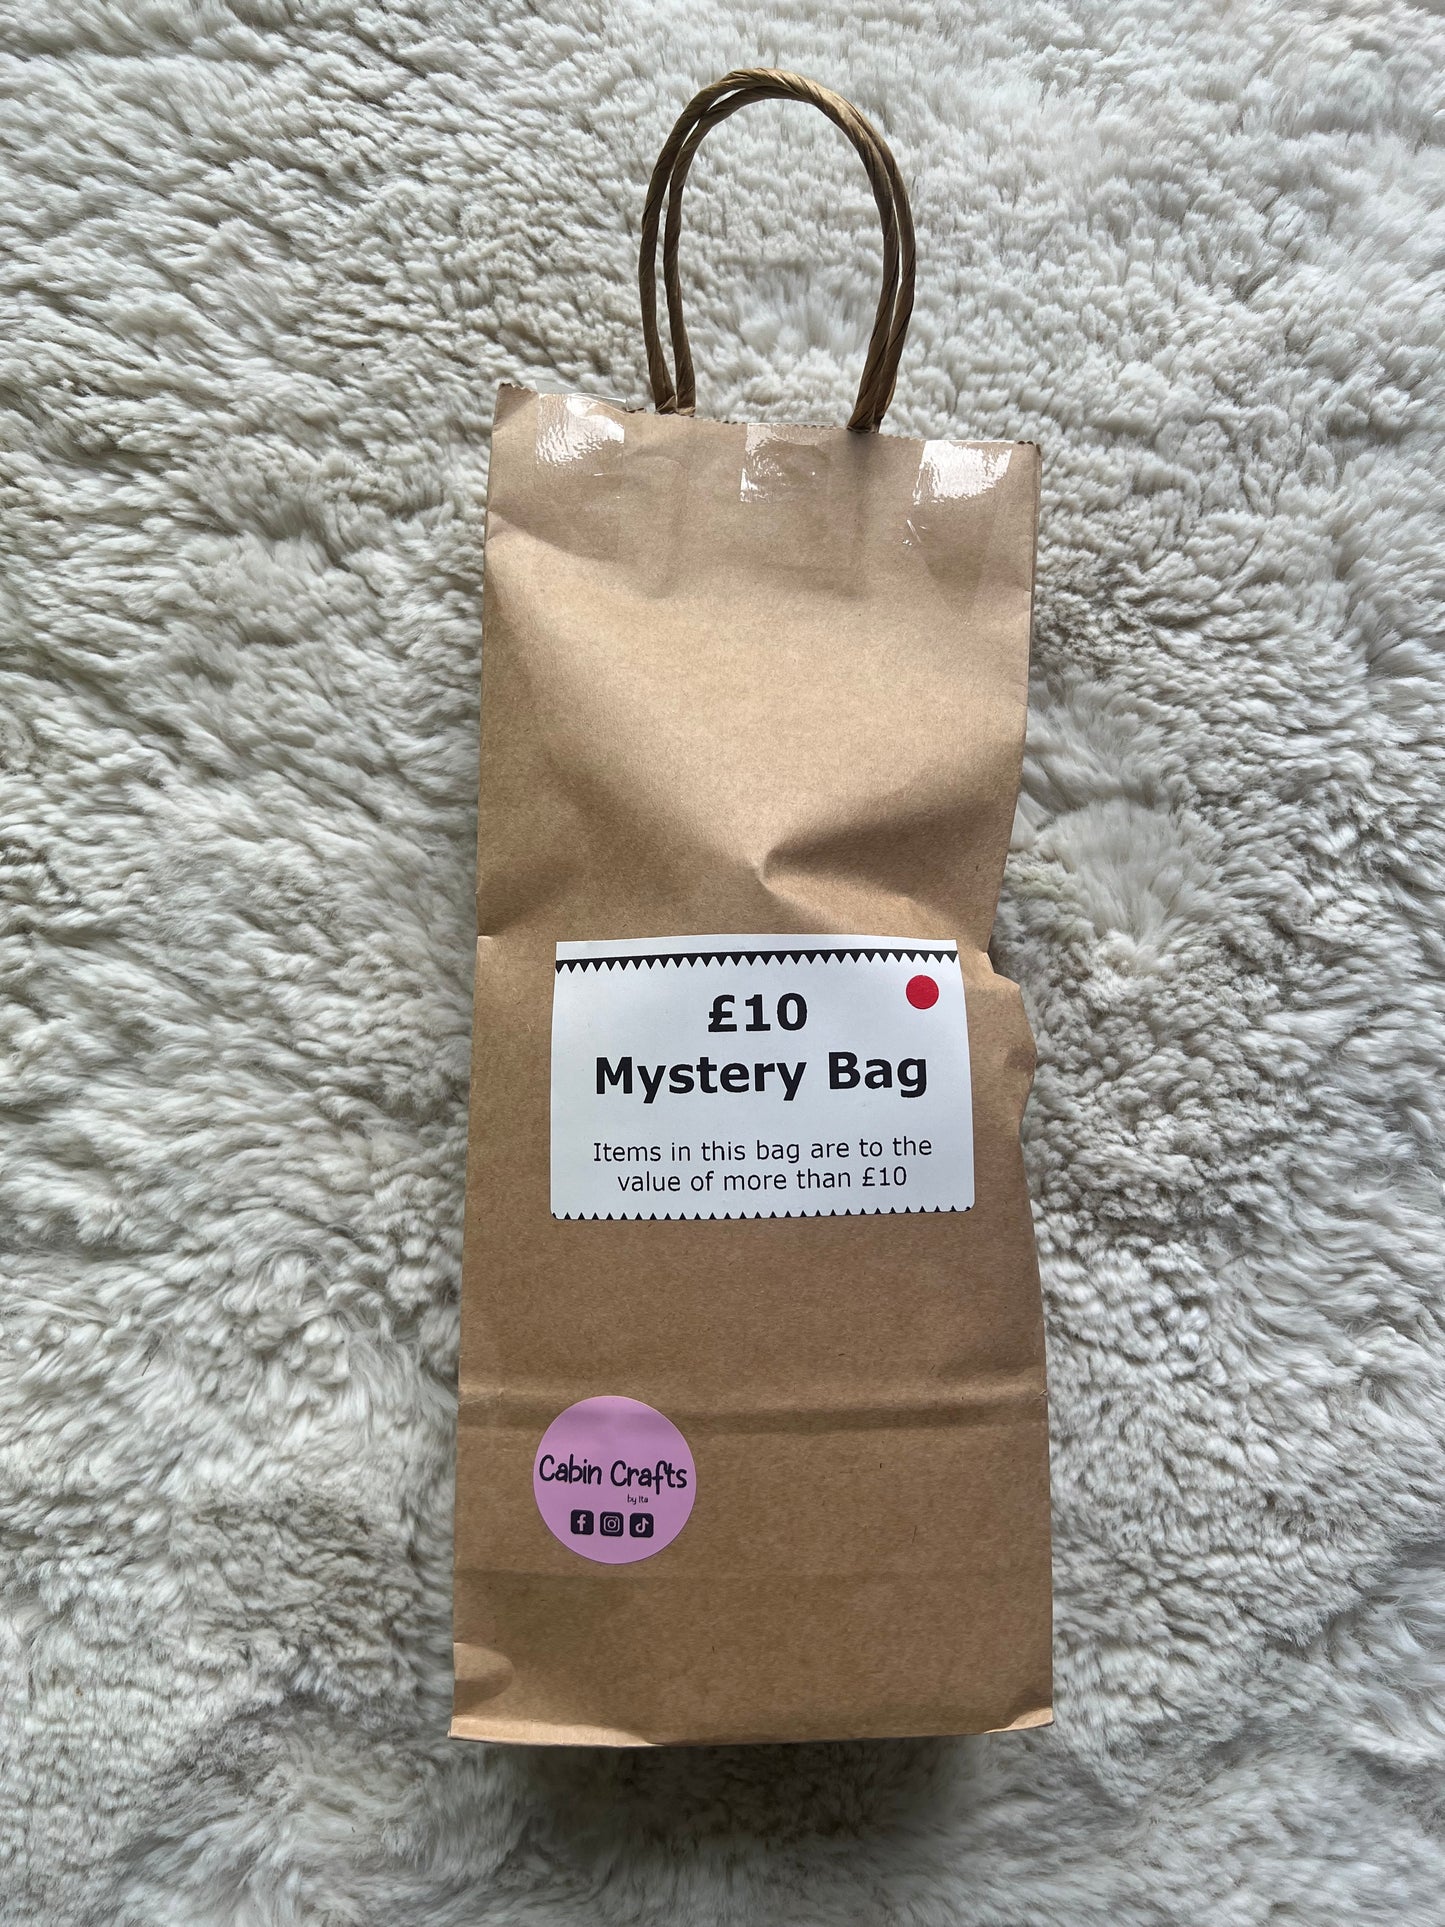 £10
Mystery Bag
Items in this bag are to the
value of more than £10
Cabin Crafts
by Ita